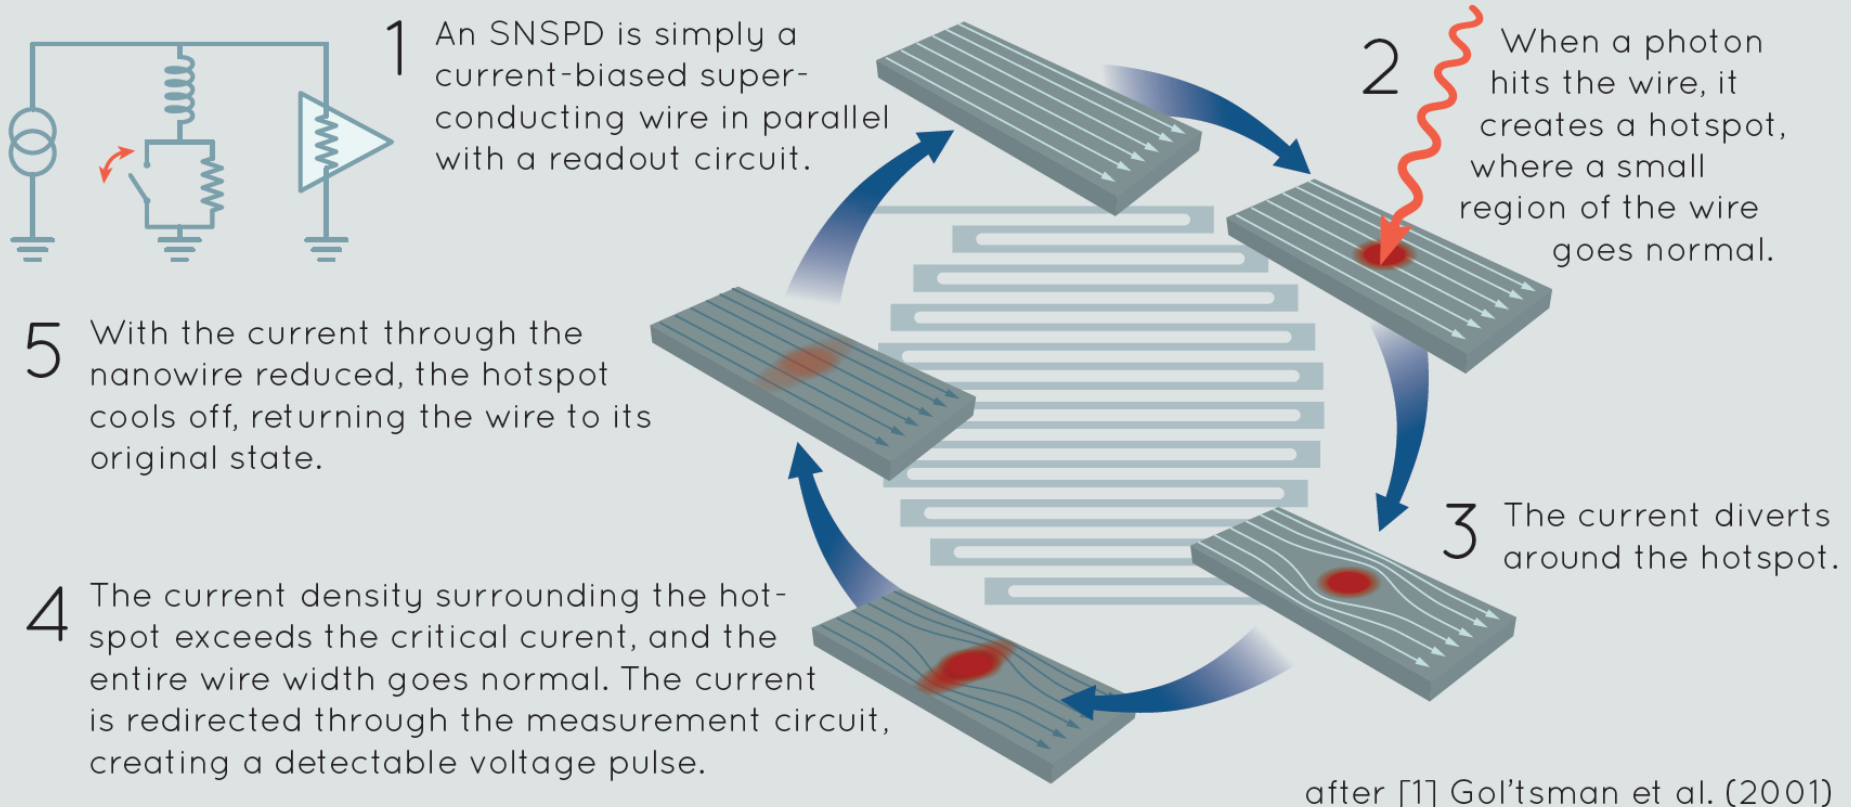 1
An SNSPD is simply a
current-biased super-
conducting wire in parallel
with a readout circuit.
2
When a photon
hits the wire, it
creates a hotspot,
where a small
region of the wire
goes normal.
3
The current diverts
around the hotspot.
4
The current density surrounding the hot-
spot exceeds the critical curent, and the
entire wire width goes normal. The current
is redirected through the measurement circuit,
creating a detectable voltage pulse.
5
With the current through the
nanowire reduced, the hotspot
cools off, returning the wire to its
original state.
after [1] Gol'tsman et al. (2001)